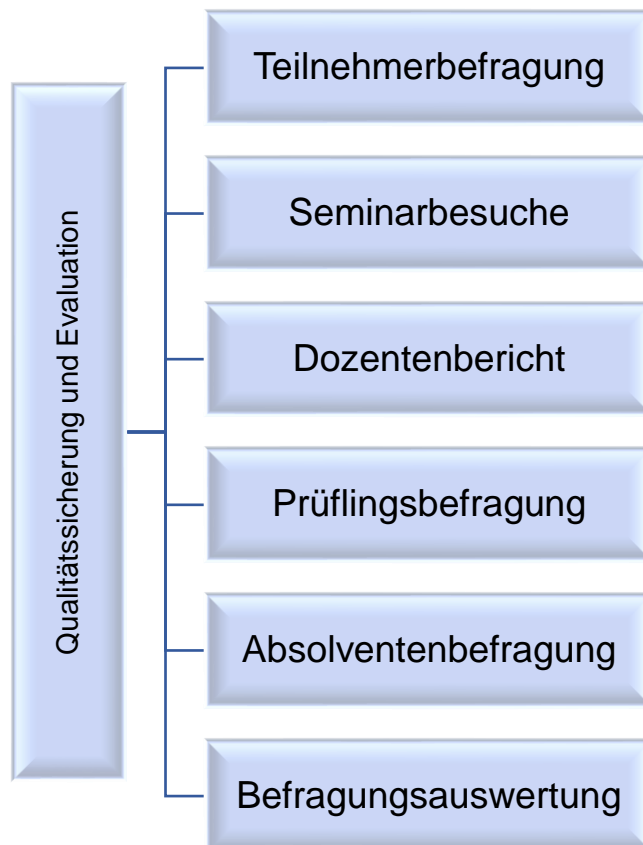 Qualitätssicherung und Evaluation
Teilnehmerbefragung
Seminarbesuche
Dozentenbericht
Prüflingsbefragung
Absolventenbefragung
Befragungsauswertung